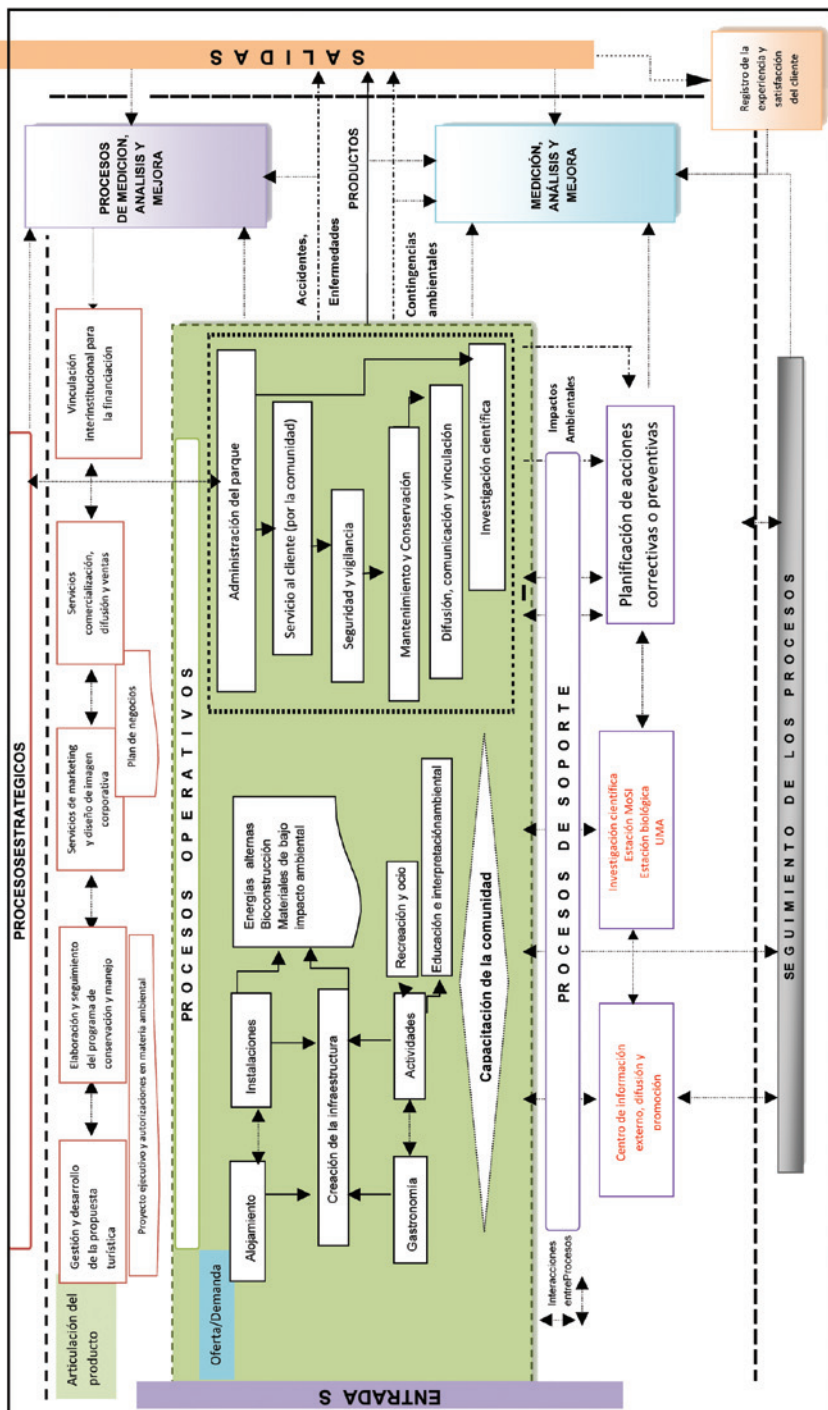 PROCESOSESTRATEGICOS
Articulación del
producto
Gestión y desarrollo
de la propuesta
turística
Elaboración y seguimiento
del programa de
conservación y manejo
Proyecto ejecutivo y autorizaciones en materia ambiental
Servicios de marketing
y diseño de imagen
corporativa
Plan de negocios
Servicios
comercialización,
difusión y ventas
Vinculación
interinstitucional para
la financiación
PROCESOS
DE MEDICION,
ANALISIS Y
MEJORA
ENTRADA S
PROCESOS OPERATIVOS
Oferta/Demanda
Alojamiento
Instalaciones
Energías alternas
Bioconstrucción
Materiales de bajo
impacto ambiental
Creación de la infraestructura
Gastronomía
Actividades
Recreación y ocio
Educación e interpretaciónambiental
Capacitación de la comunidad
Administración del parque
Servicio al cliente (por la comunidad)
Seguridad y vigilancia
Mantenimiento y Conservación
Difusión, comunicación y vinculación
Investigación científica
Accidentes,
Enfermedades
PRODUCTOS
Contingencias
ambientales
SALIDAS
MEDICIÓN,
ANÁLISIS Y
MEJORA
Interacciones
entreProcesos
PROCESOS DE SOPORTE
Impactos
Ambientales
Centro de información
externo, difusión y
promoción
Investigación científica
Estación MoSI
Estación biológica
UMA
Planificación de acciones
correctivas o preventivas
Registro de la
experiencia y
satisfacción
del cliente
SEGUIMIENTO DE LOS PROCESOS